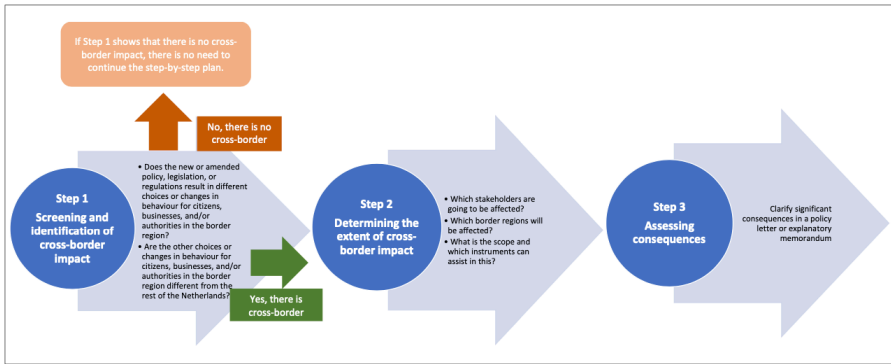 If Step 1 shows that there is no cross-
border impact, there is no need to
continue the step-by-step plan.
No, there is no
cross-border
Step 1
Screening and
identification of
cross-border
impact
• Does the new or amended
policy, legislation, or
regulations result in different
choices or changes in
behaviour for citizens,
businesses, and/or
authorities in the border
region?
• Are the other choices or
changes in behaviour for
citizens, businesses, and/or
authorities in the border
region different from the
rest of the Netherlands?
Yes, there is
cross-border
Step 2
Determining the
extent of cross-
border impact
• Which stakeholders are
going to be affected?
• Which border regions will
be affected?
• What is the scope and
which instruments can
assist in this?
Step 3
Assessing
consequences
Clarify significant
consequences in a policy
letter or explanatory
memorandum